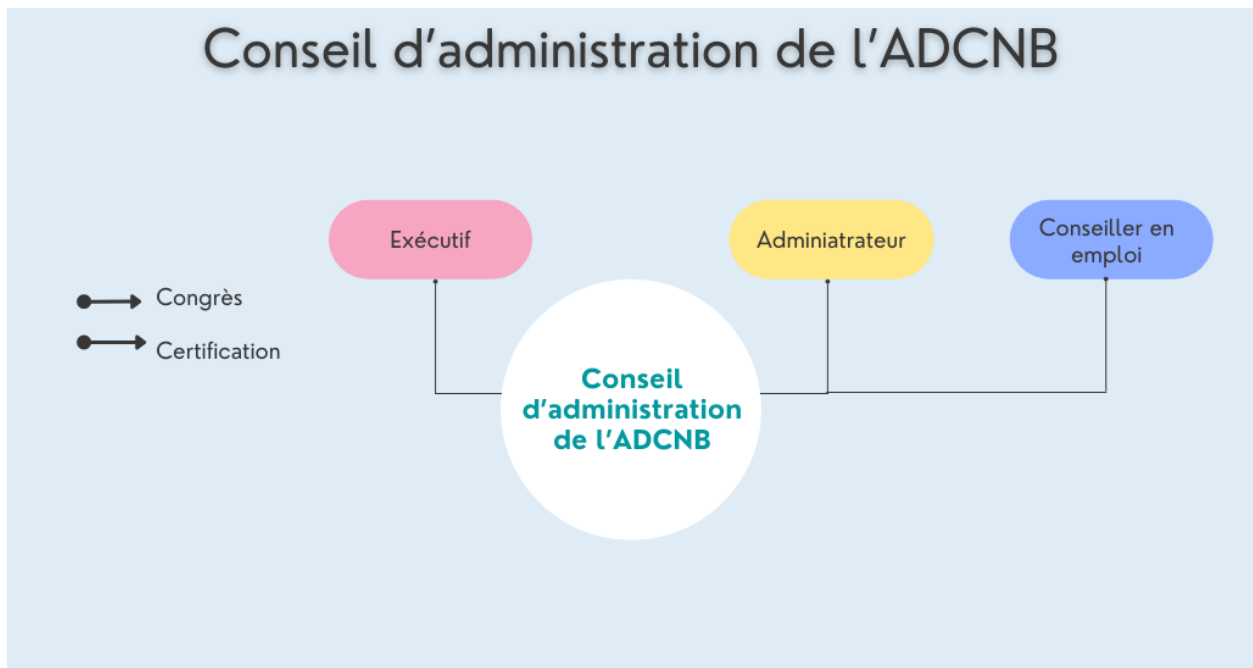 Conseil d'administration de l'ADCNB
Exécutif
Adminiatrateur
Conseiller en
emploi
Congrès
Certification
Conseil
d'administration
de l'ADCNB